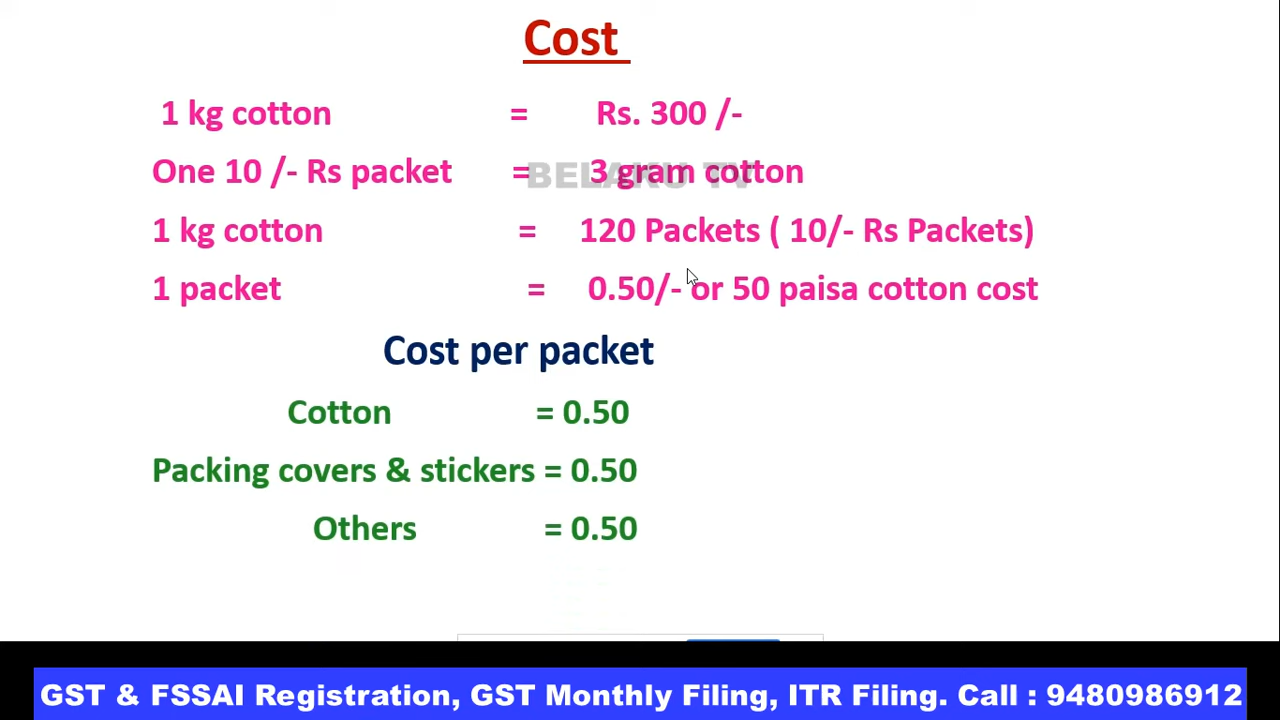 Cost
1 kg cotton = Rs. 300 /-
One 10 /- Rs packet = 3 gram cotton
BELAKU TV
1 kg cotton = 120 Packets ( 10/- Rs Packets)
1 packet = 0.50/- or 50 paisa cotton cost
Cost per packet
Cotton = 0.50
Packing covers & stickers = 0.50
Others = 0.50
GST & FSSAI Registration, GST Monthly Filing, ITR Filing. Call : 9480986912